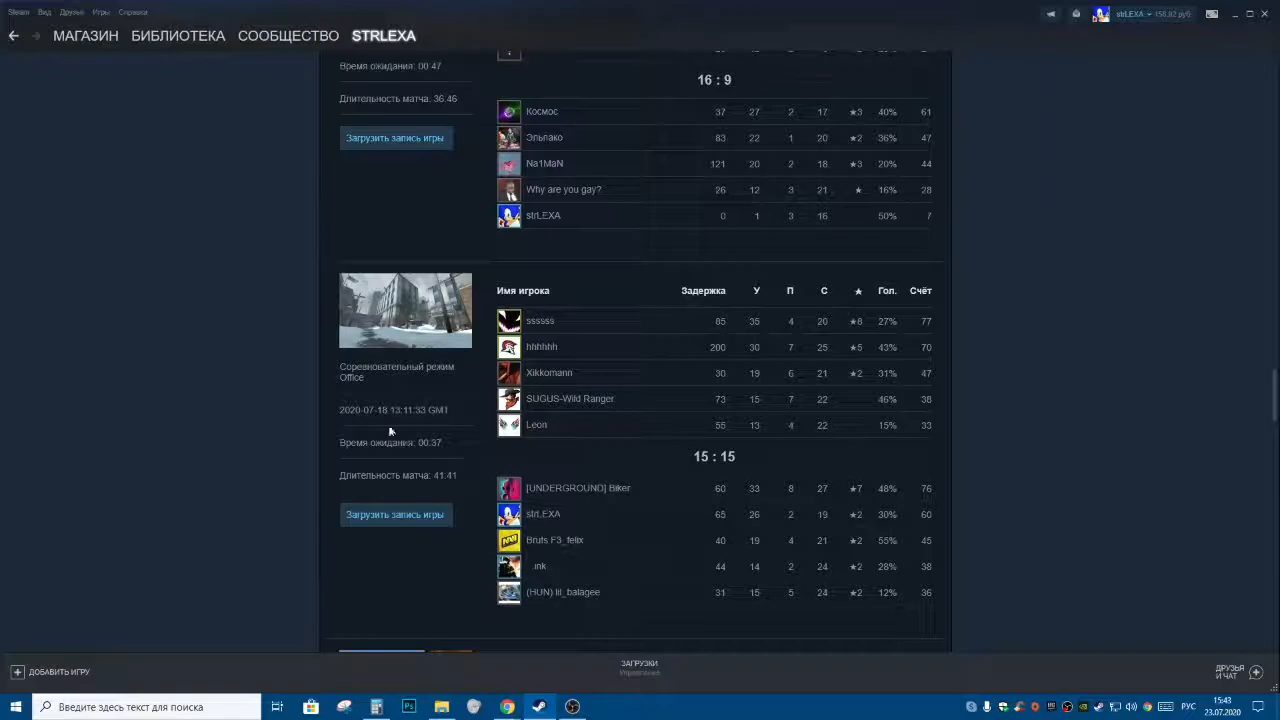 Steam Вид Друзья Игры Справка
strLEXA 158,82 руб
МАГАЗИН БИБЛИОТЕКА СООБЩЕСТВО STRLEXA
Время ожидания: 00:47
Длительность матча: 36:46
Загрузить запись игры
16 : 9
Космос 37 27 2 17 ★3 40% 61
Эльпако 83 22 1 20 ★2 36% 47
Na1MaN 121 20 2 18 ★3 20% 44
Why are you gay? 26 12 3 21 ★ 16% 28
strLEXA 0 1 3 16 50% 7
Соревновательный режим
Office
2020-07-18 13:11:33 GMT
Время ожидания: 00:37
Длительность матча: 41:41
Загрузить запись игры
Имя игрока Задержка У П С ★ Гол. Счёт
ssssss 85 35 4 20 ★8 27% 77
hhhhhh 200 30 7 25 ★5 43% 70
Xikkomann 30 19 6 21 ★2 31% 47
SUGUS-Wild Ranger 73 15 7 22 46% 38
Leon 55 13 4 22 15% 33
15 : 15
[UNDERGROUND] Biker 60 33 8 27 ★7 48% 76
strLEXA 65 26 2 19 ★2 30% 60
Bruts F3_felix 40 19 4 21 ★2 55% 45
.ink 44 14 2 24 ★2 28% 38
(HUN) lil_balagee 31 15 5 24 ★2 12% 36
ДОБАВИТЬ ИГРУ
ЗАГРУЗКИ
Управление
ДРУЗЬЯ
И ЧАТ
Введите здесь текст для поиска
Ps
РУС
15:43
23.07.2020